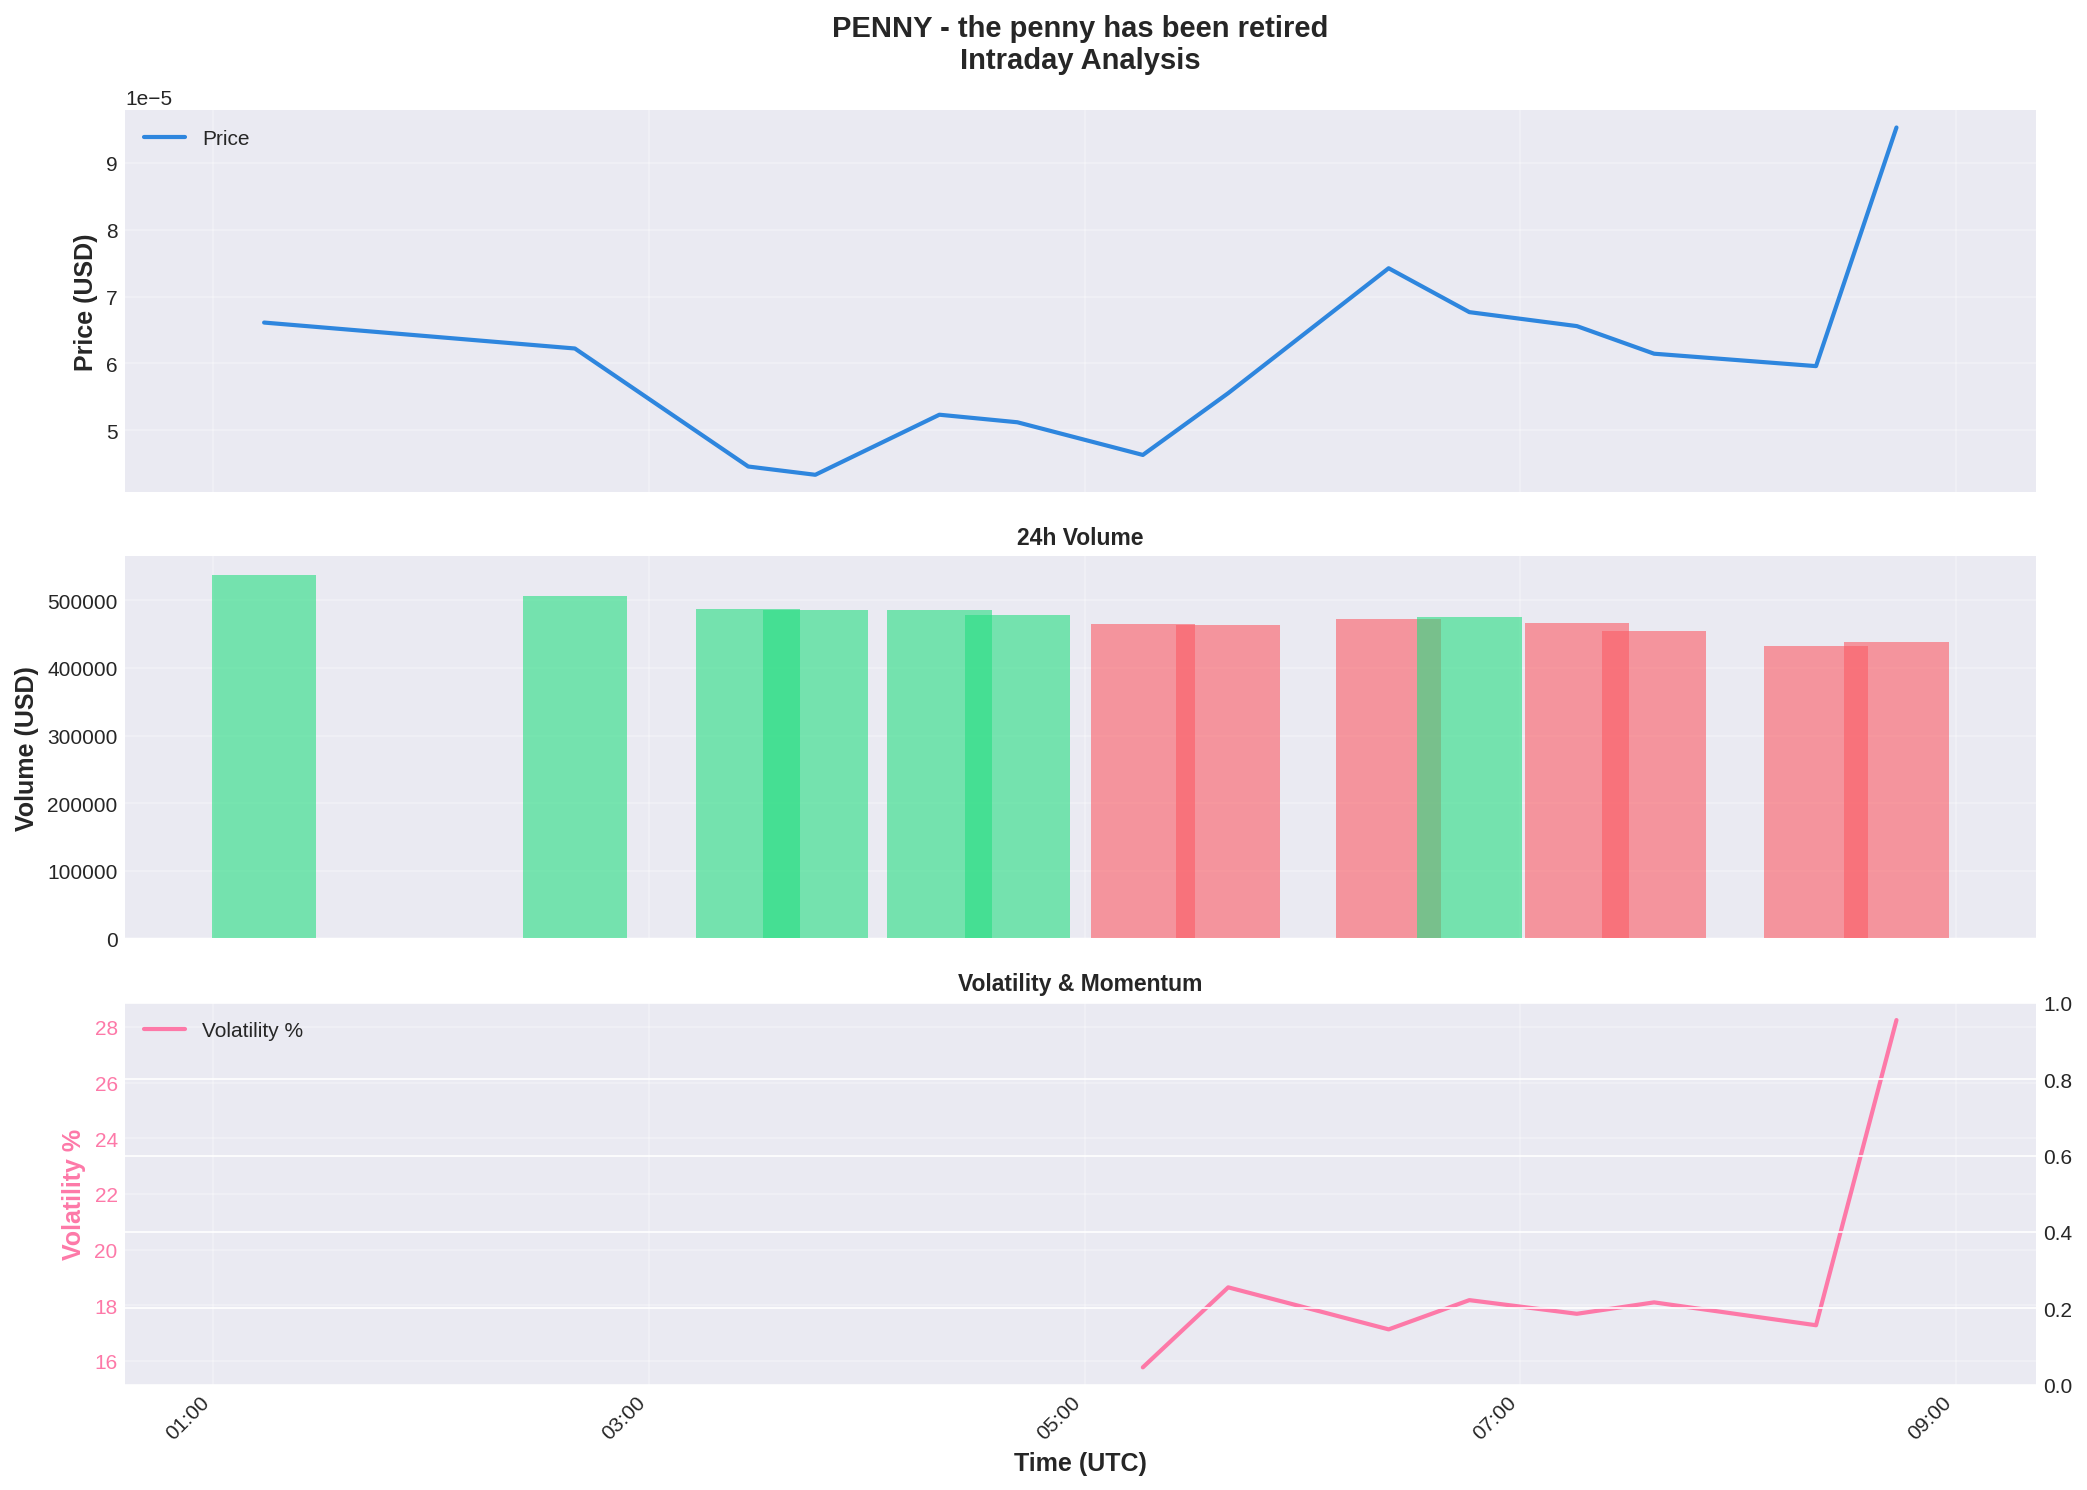 PENNY - the penny has been retired
Intraday Analysis
1e−5
Price
9
8
7
6
5
Price (USD)
24h Volume
500000
400000
300000
200000
100000
0
Volume (USD)
Volatility & Momentum
Volatility %
28
26
24
22
20
18
16
Volatility %
1.0
0.8
0.6
0.4
0.2
0.0
01:00
03:00
05:00
07:00
09:00
Time (UTC)